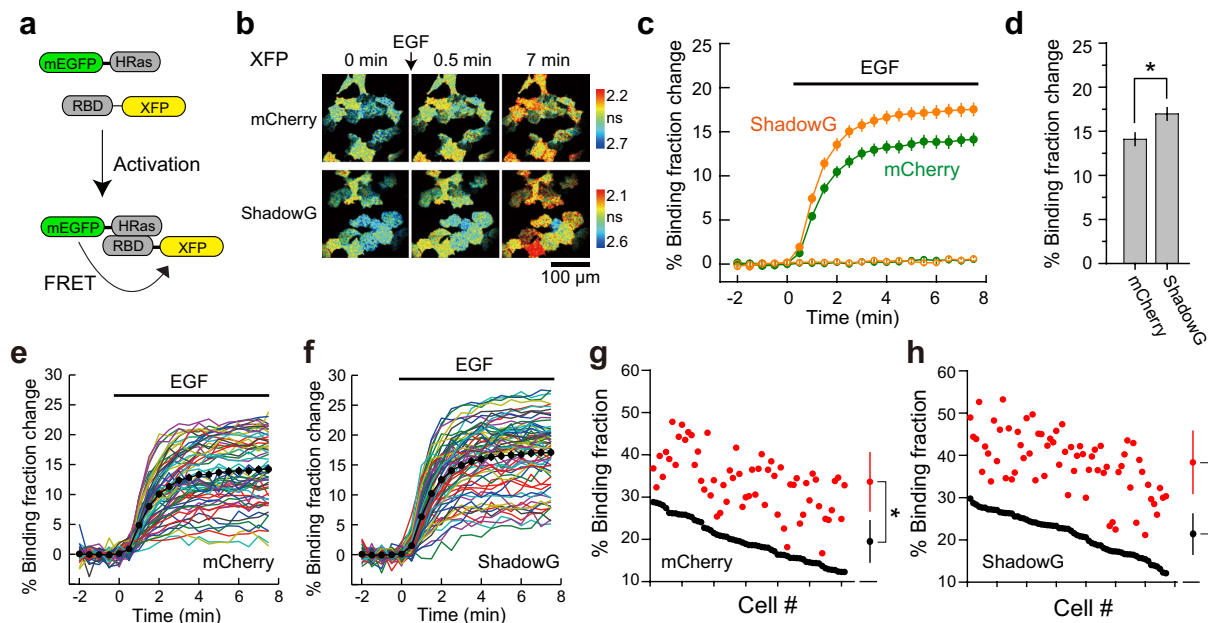 a
mEGFP
HRas
RBD
XFP
Activation
mEGFP
HRas
RBD
XFP
FRET
b
EGF
XFP
0 min
0.5 min
7 min
mCherry
2.2
ns
2.7
ShadowG
2.1
ns
2.6
100 µm
c
% Binding fraction change
25
20
15
10
5
0
EGF
ShadowG
mCherry
-2
0
2
4
6
8
Time (min)
d
% Binding fraction change
25
20
15
10
5
0
*
mCherry
ShadowG
e
% Binding fraction change
30
25
20
15
10
5
0
EGF
mCherry
-2 0 2 4 6 8
Time (min)
f
% Binding fraction change
30
25
20
15
10
5
0
EGF
ShadowG
-2 0 2 4 6 8
Time (min)
g
% Binding fraction
60
50
40
30
20
10
*
mCherry
Cell #
h
% Binding fraction
60
50
40
30
20
10
ShadowG
Cell #